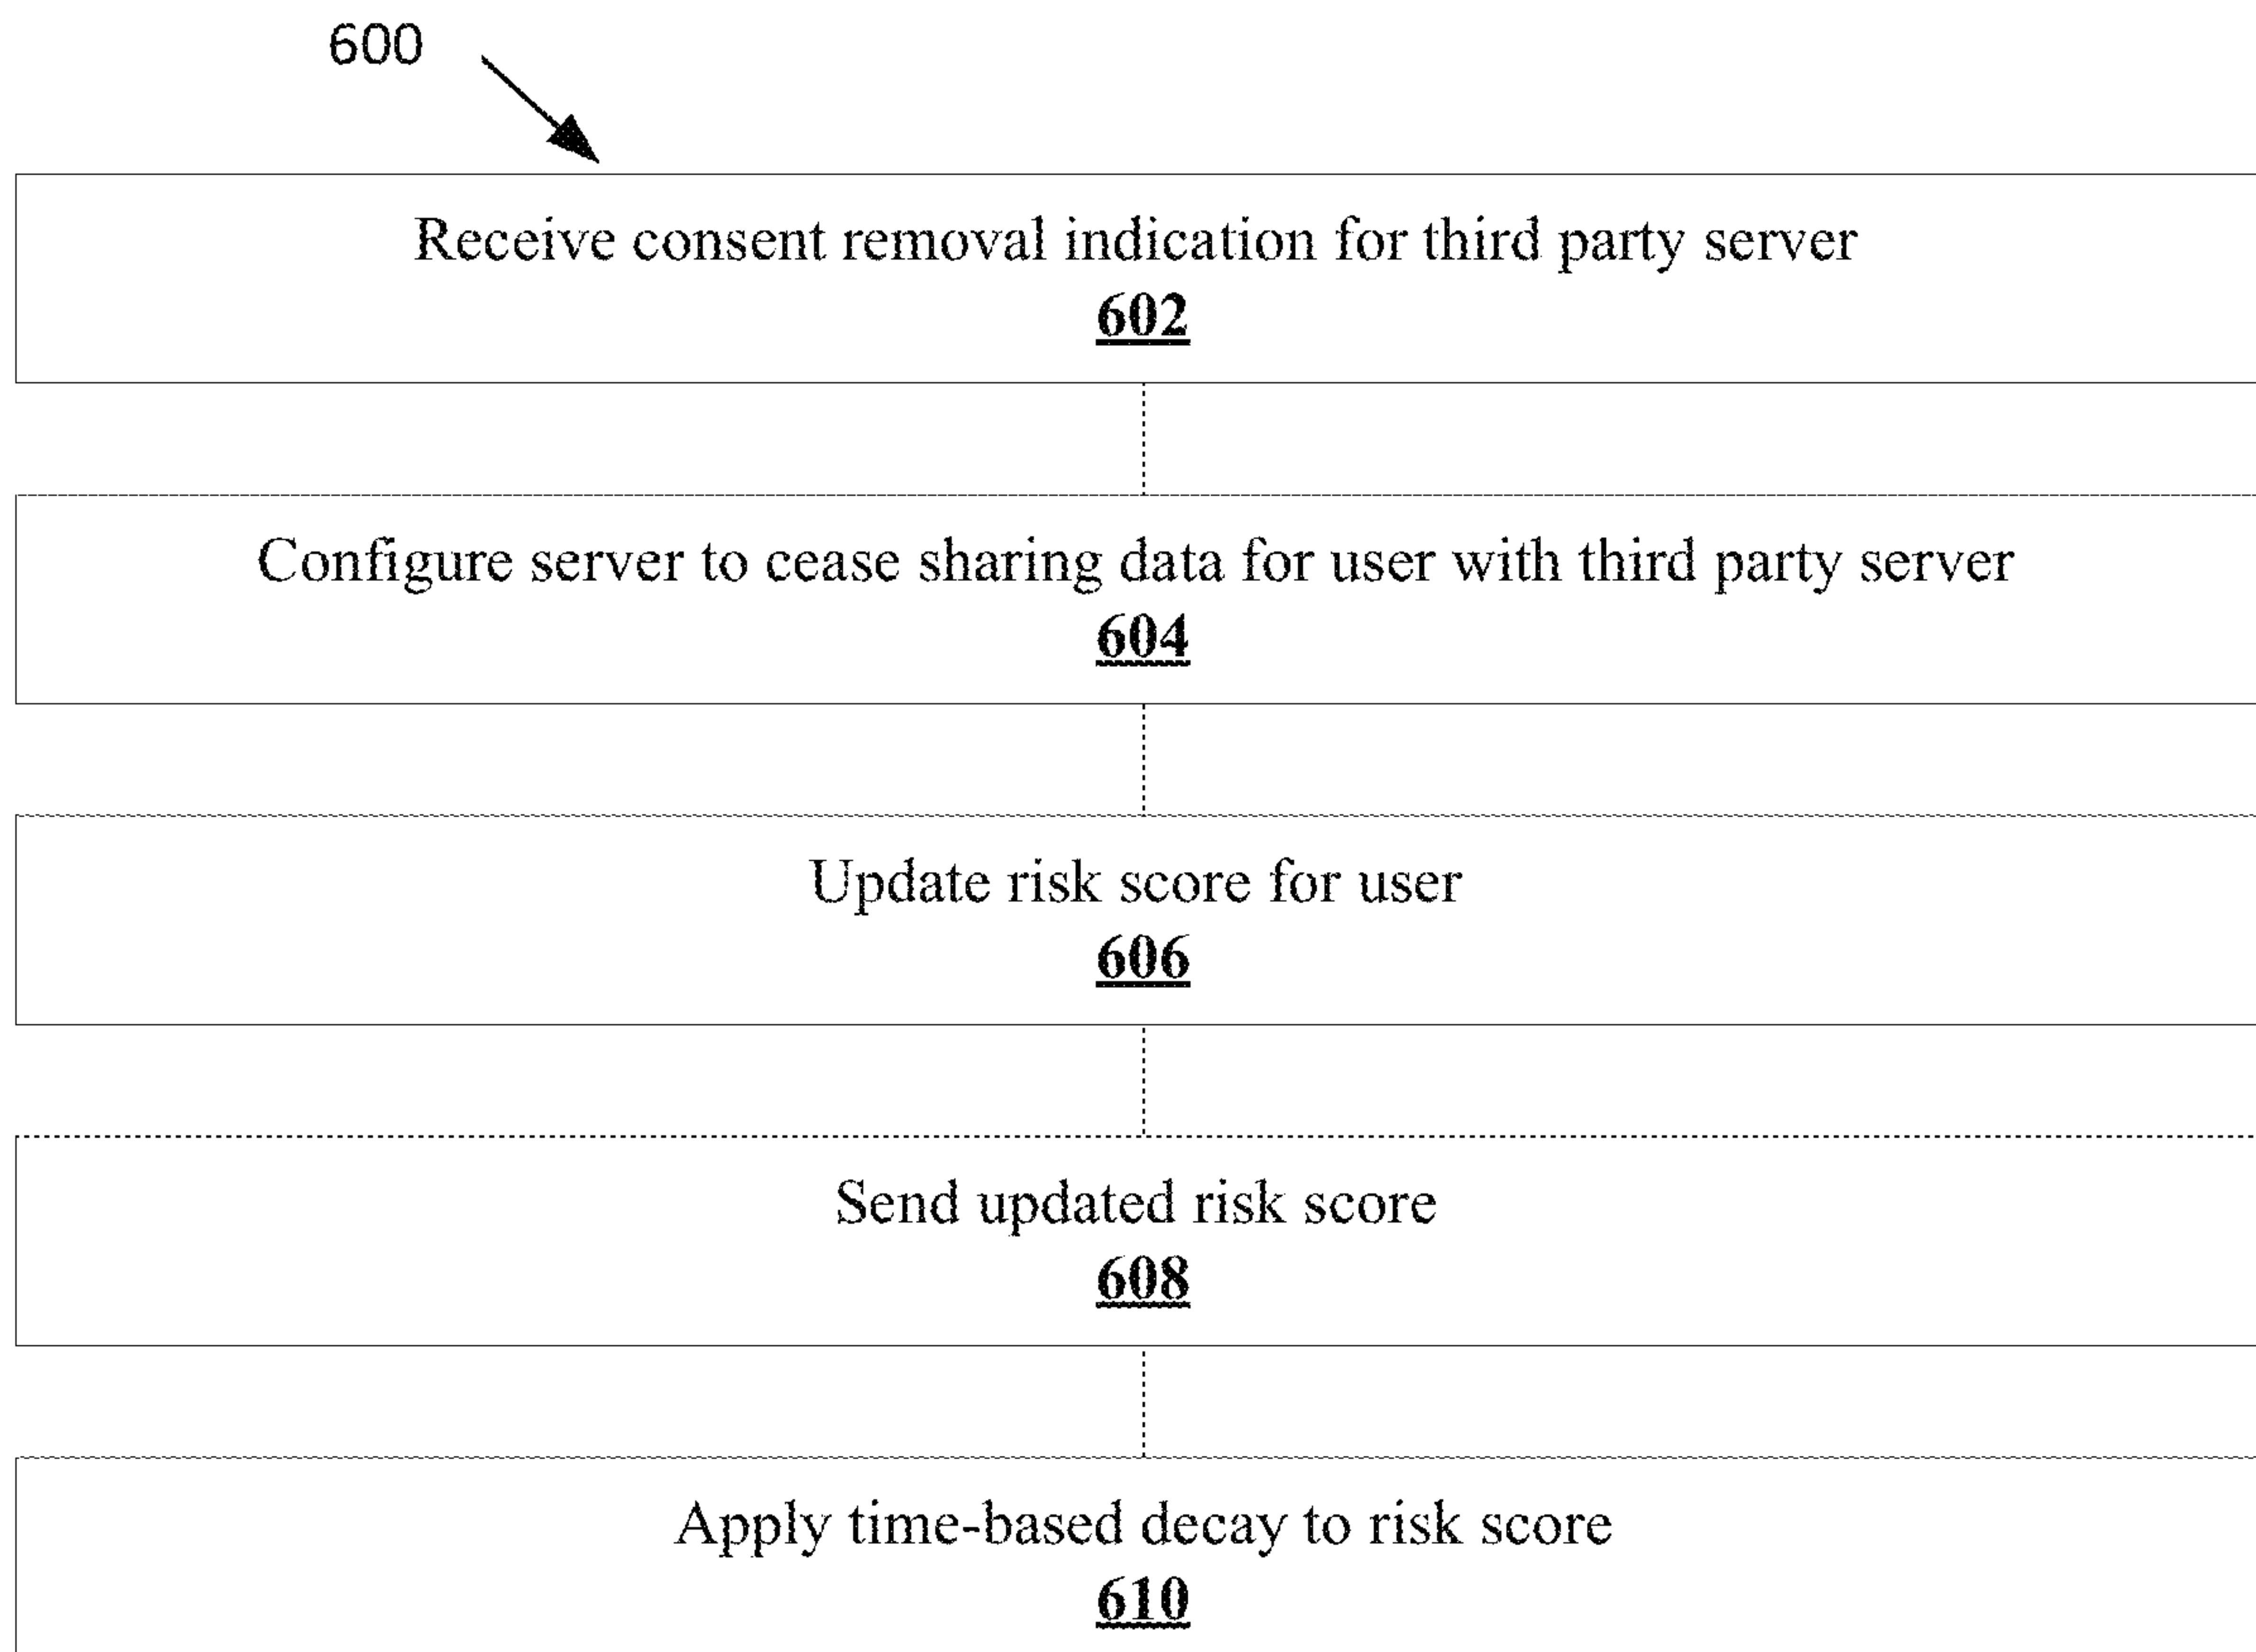 600
Receive consent removal indication for third party server
602
Configure server to cease sharing data for user with third party server
604
Update risk score for user
606
Send updated risk score
608
Apply time-based decay to risk score
610